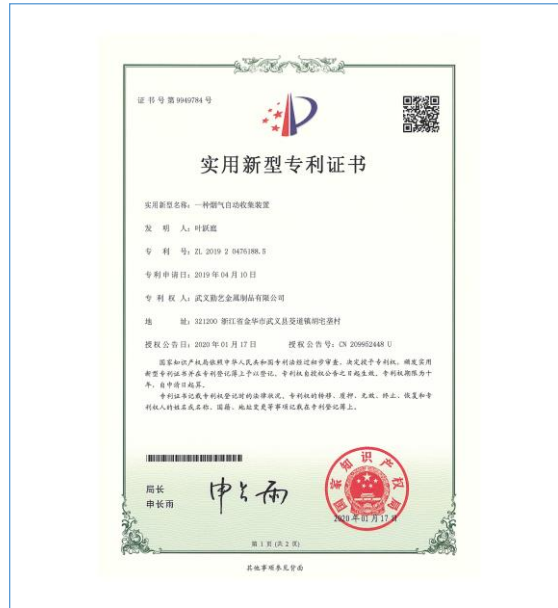 证书号第9949784号
实用新型专利证书
实用新型名称：一种烟气自动收集装置
发明人：叶跃庭
专利号：ZL 2019 2 0476188.5
专利申请日：2019年04月10日
专利权人：武义勤艺金属制品有限公司
地址：321200 浙江省金华市武义县茭道镇胡宅垄村
授权公告日：2020年01月17日 授权公告号：CN 209952448 U
国家知识产权局依照中华人民共和国专利法经过初步审查，决定授予专利权，颁发实用
新型专利证书并在专利登记簿上予以登记。专利权自授权公告之日起生效。专利权期限为十
年，自申请日起算。
专利证书记载专利权登记时的法律状况。专利权的转移、质押、无效、终止、恢复和专
利权人的姓名或名称、国籍、地址变更等事项记载在专利登记簿上。
局长
申长雨
申长雨
国家知识产权局
2020年01月17日
第1页（共2页）
其他事项参见背面